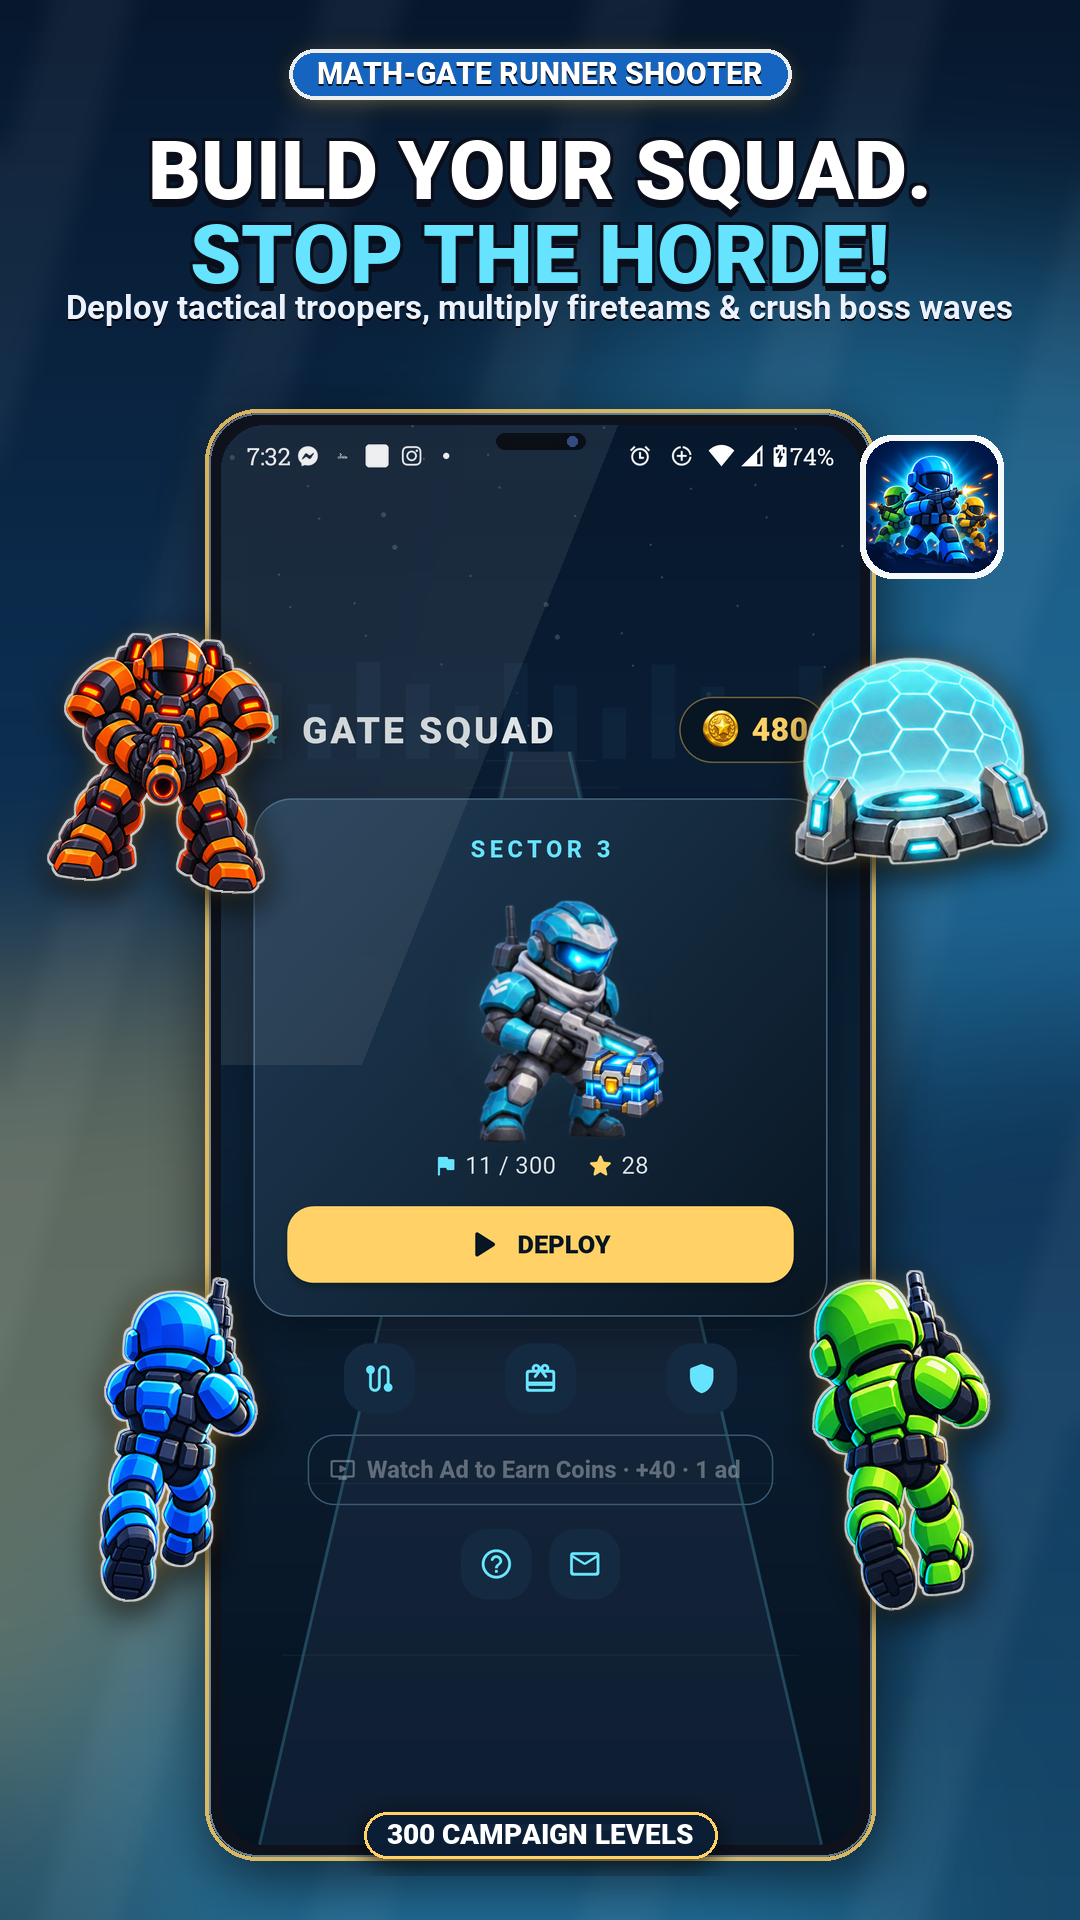 MATH-GATE RUNNER SHOOTER
BUILD YOUR SQUAD.
STOP THE HORDE!
Deploy tactical troopers, multiply fireteams & crush boss waves
7:32
74%
GATE SQUAD
480
SECTOR 3
11 / 300
28
DEPLOY
Watch Ad to Earn Coins · +40 · 1 ad
300 CAMPAIGN LEVELS